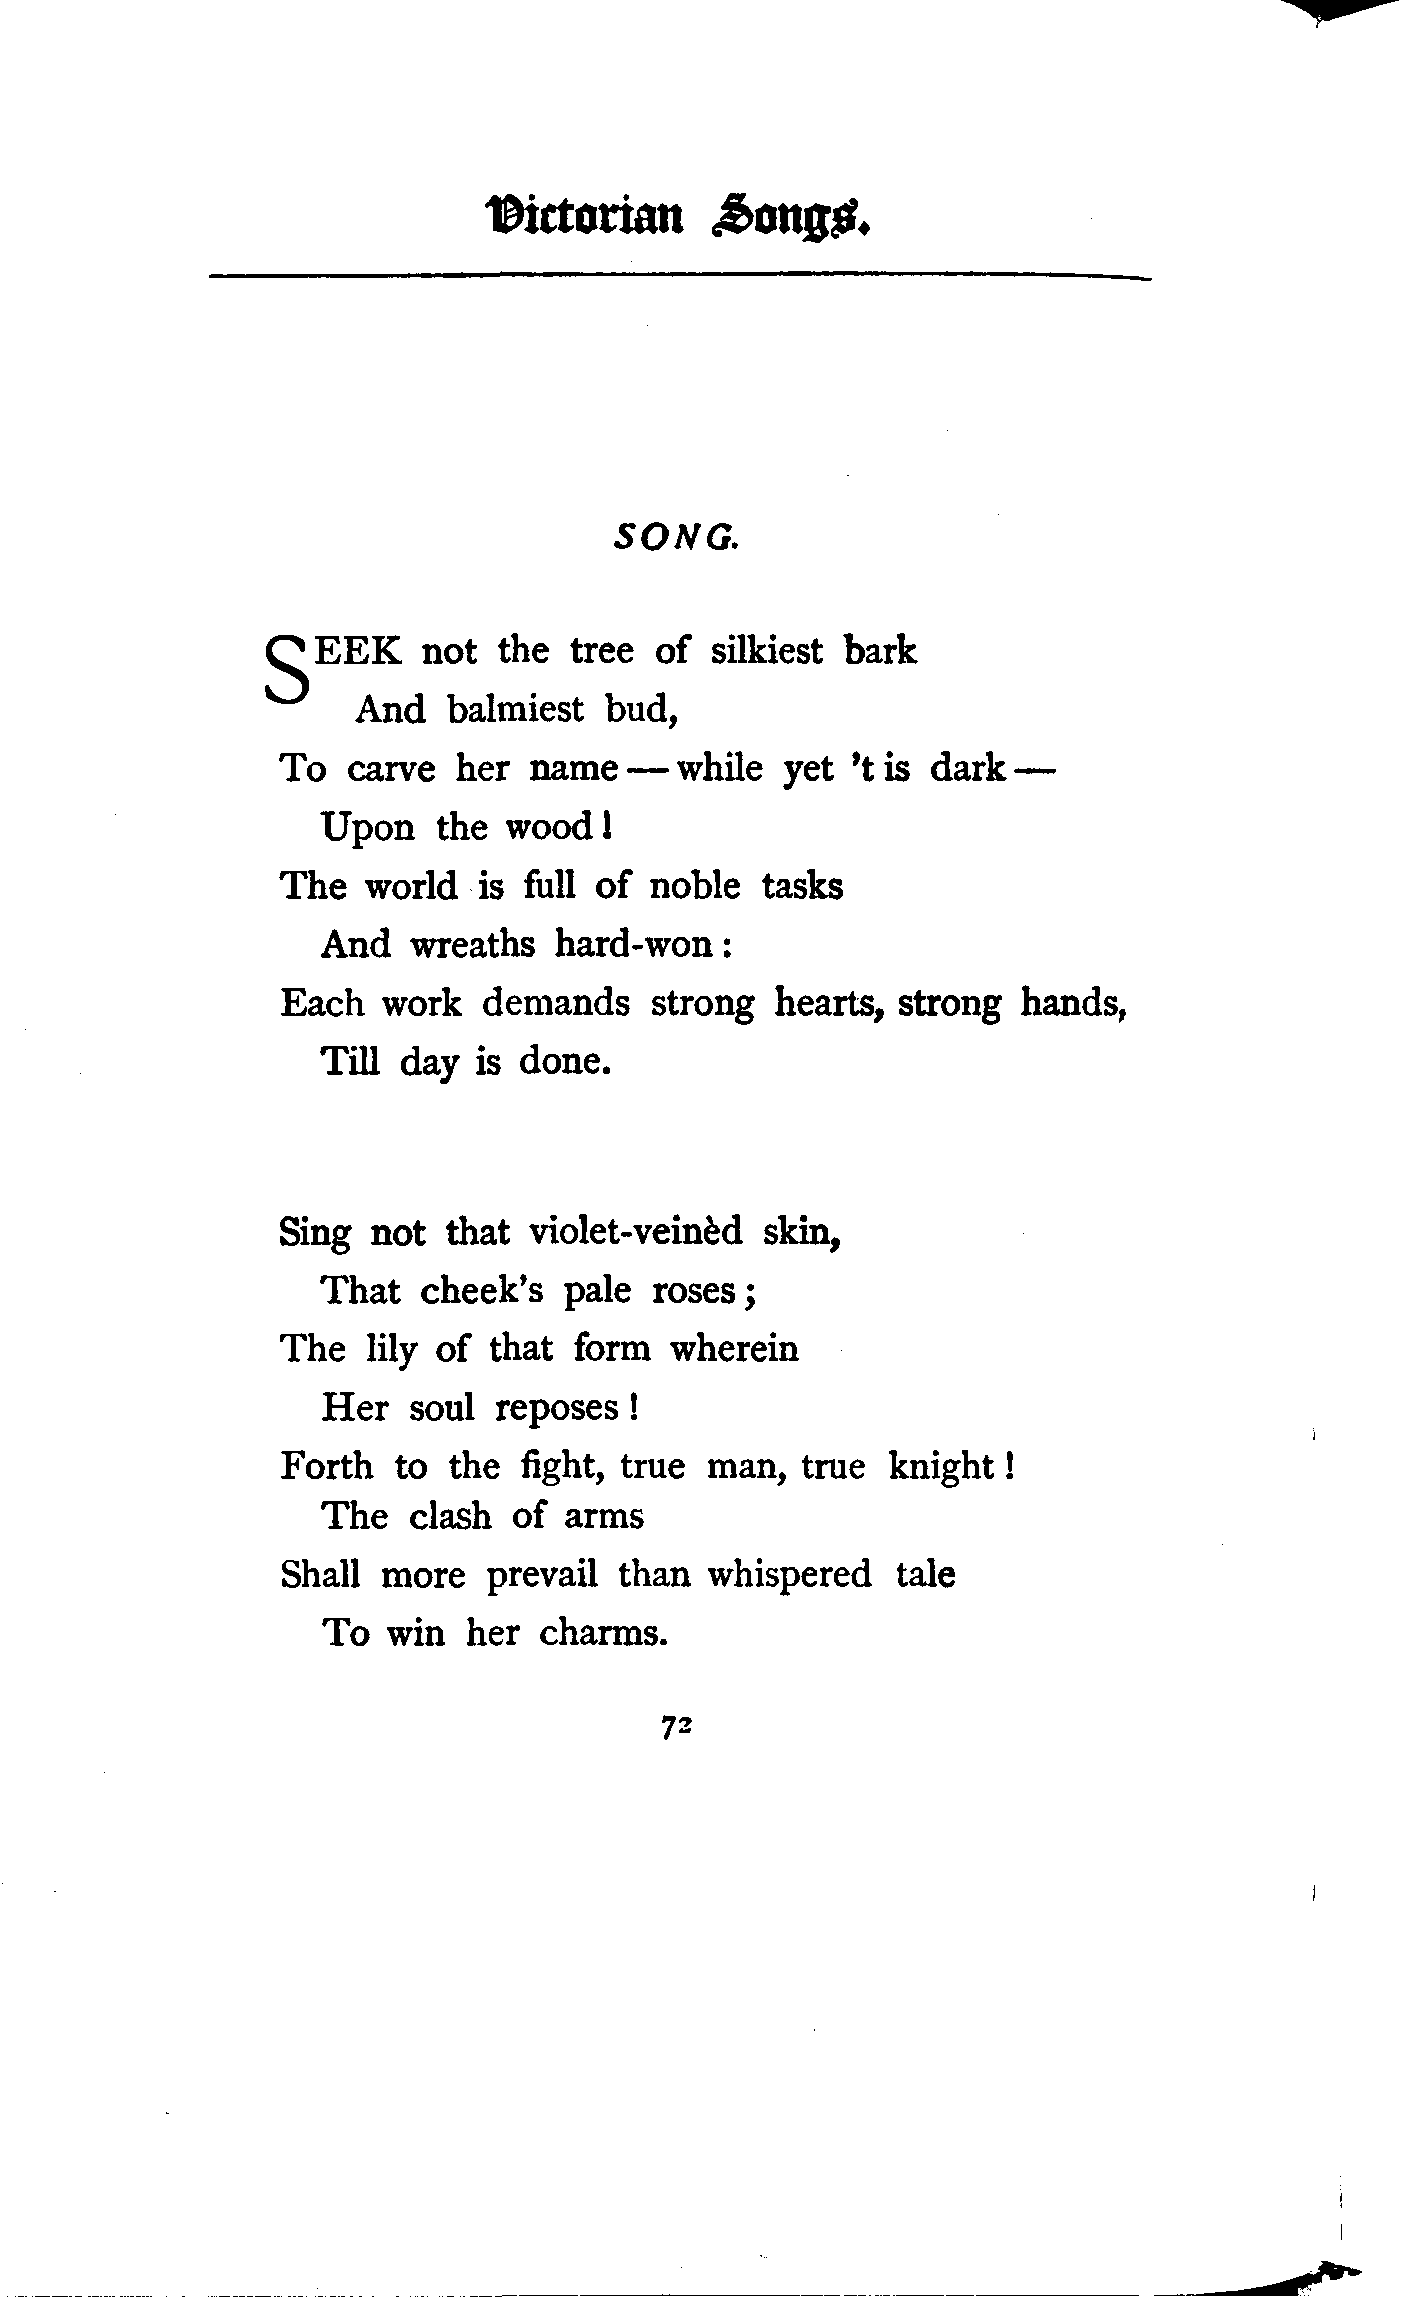 Victorian Songs.
SONG.
SEEK not the tree of silkiest bark
And balmiest bud,
To carve her name — while yet 't is dark —
Upon the wood!
The world is full of noble tasks
And wreaths hard-won:
Each work demands strong hearts, strong hands,
Till day is done.
Sing not that violet-veinèd skin,
That cheek's pale roses;
The lily of that form wherein
Her soul reposes!
Forth to the fight, true man, true knight!
The clash of arms
Shall more prevail than whispered tale
To win her charms.
72